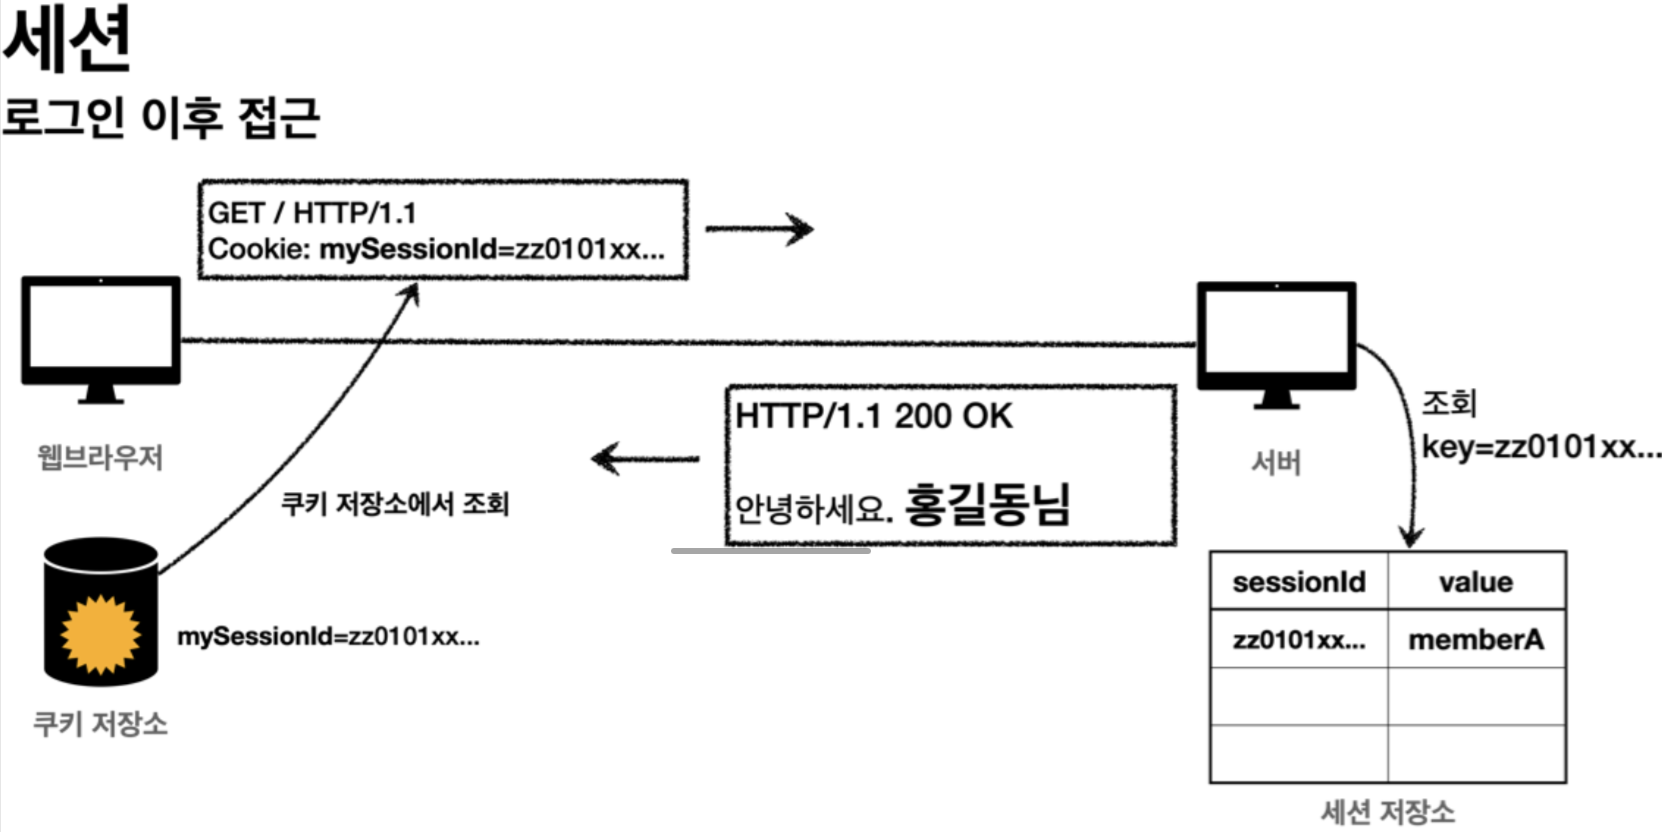 세션
로그인 이후 접근
GET / HTTP/1.1
Cookie: mySessionId=zz0101xx...
웹브라우저
쿠키 저장소에서 조회
mySessionId=zz0101xx...
쿠키 저장소
HTTP/1.1 200 OK
안녕하세요. 홍길동님
서버
조회
key=zz0101xx...
sessionId value
zz0101xx... memberA
세션 저장소